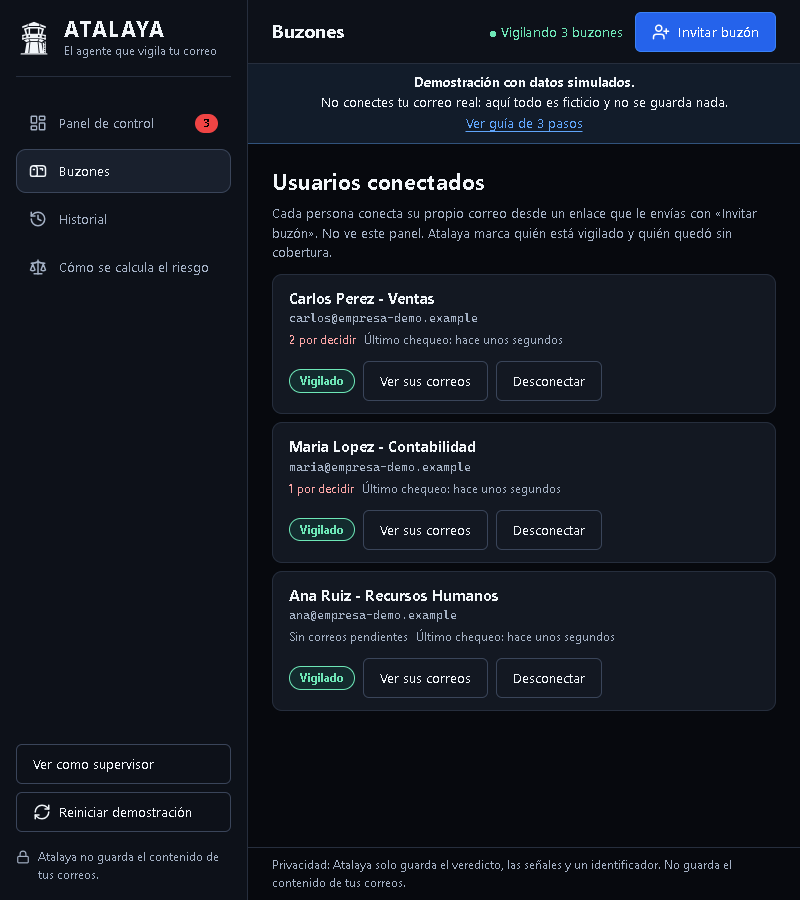 ATALAYA
El agente que vigila tu correo
Panel de control
3
Buzones
Historial
Cómo se calcula el riesgo
Ver como supervisor
Reiniciar demostración
Atalaya no guarda el contenido de
tus correos.
Buzones
Vigilando 3 buzones
Invitar buzón
Demostración con datos simulados.
No conectes tu correo real: aquí todo es ficticio y no se guarda nada.
Ver guía de 3 pasos
Usuarios conectados
Cada persona conecta su propio correo desde un enlace que le envías con «Invitar
buzón». No ve este panel. Atalaya marca quién está vigilado y quién quedó sin
cobertura.
Carlos Perez - Ventas
carlos@empresa-demo.example
2 por decidir Último chequeo: hace unos segundos
Vigilado
Ver sus correos
Desconectar
Maria Lopez - Contabilidad
maria@empresa-demo.example
1 por decidir Último chequeo: hace unos segundos
Vigilado
Ver sus correos
Desconectar
Ana Ruiz - Recursos Humanos
ana@empresa-demo.example
Sin correos pendientes Último chequeo: hace unos segundos
Vigilado
Ver sus correos
Desconectar
Privacidad: Atalaya solo guarda el veredicto, las señales y un identificador. No guarda el
contenido de tus correos.